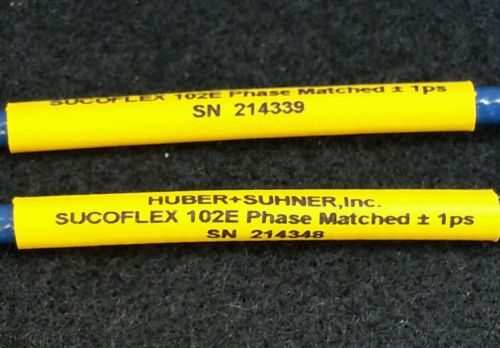 SUCOFLEX 102E Phase Matched ± 1ps
SN 214339
HUBER+SUHNER,Inc.
SUCOFLEX 102E Phase Matched ± 1ps
SN 214348